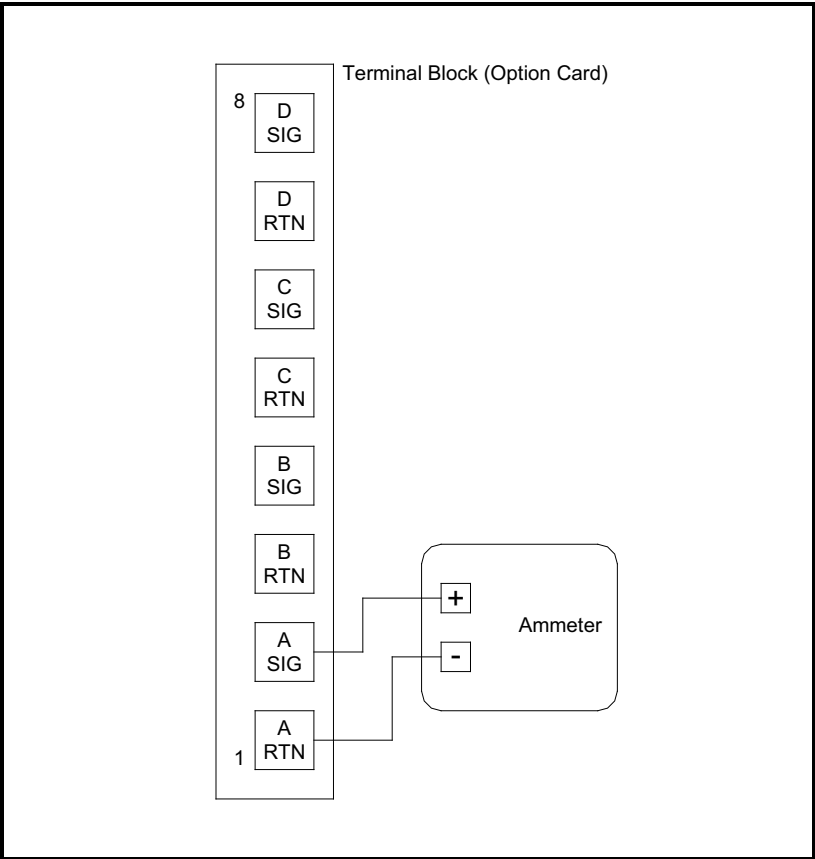 Terminal Block (Option Card)
8
D
SIG
D
RTN
C
SIG
C
RTN
B
SIG
B
RTN
+
Ammeter
A
SIG
-
A
RTN
1